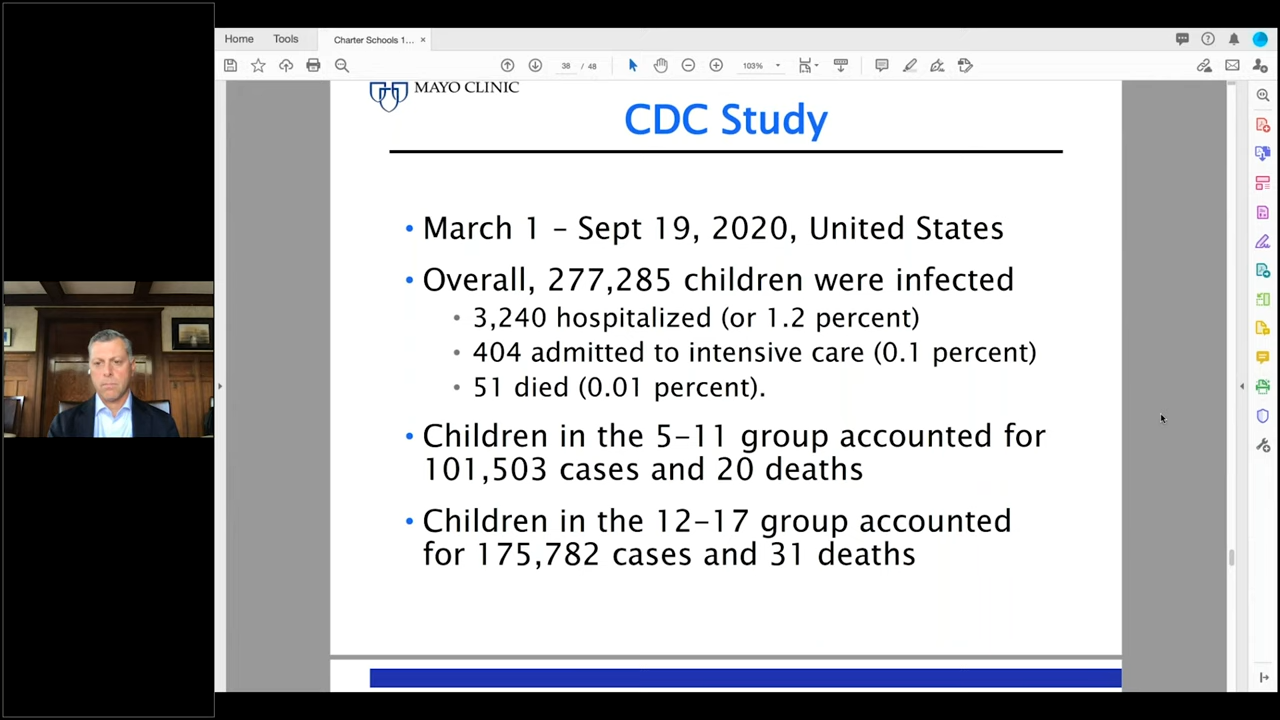 Home Tools Charter Schools 1... ×
38 / 48 103%
MAYO CLINIC
CDC Study
• March 1 – Sept 19, 2020, United States
• Overall, 277,285 children were infected
• 3,240 hospitalized (or 1.2 percent)
• 404 admitted to intensive care (0.1 percent)
• 51 died (0.01 percent).
• Children in the 5–11 group accounted for
101,503 cases and 20 deaths
• Children in the 12–17 group accounted
for 175,782 cases and 31 deaths